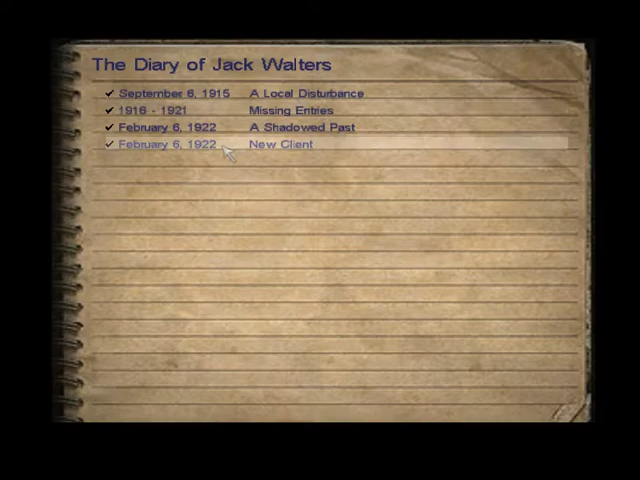 The Diary of Jack Walters
✔ September 6, 1915 A Local Disturbance
✔ 1916 - 1921 Missing Entries
✔ February 6, 1922 A Shadowed Past
✔ February 6, 1922 New Client